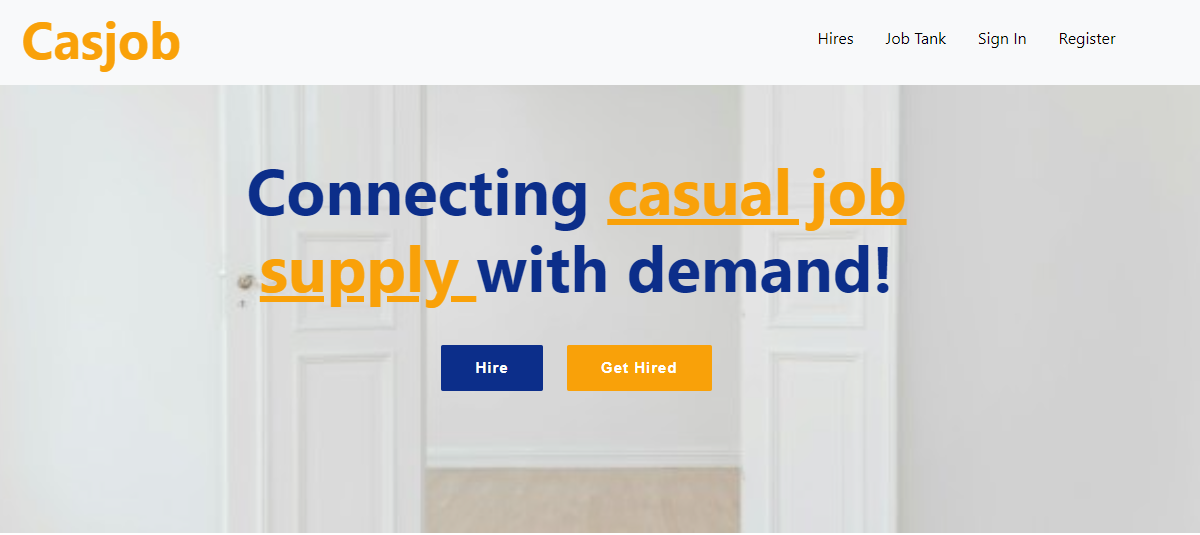 Casjob
Hires Job Tank Sign In Register
Connecting casual job
supply with demand!
Hire Get Hired